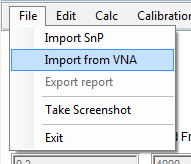 File Edit Calc Calibration
Import SnP
Import from VNA
Export report
Take Screenshot
Exit